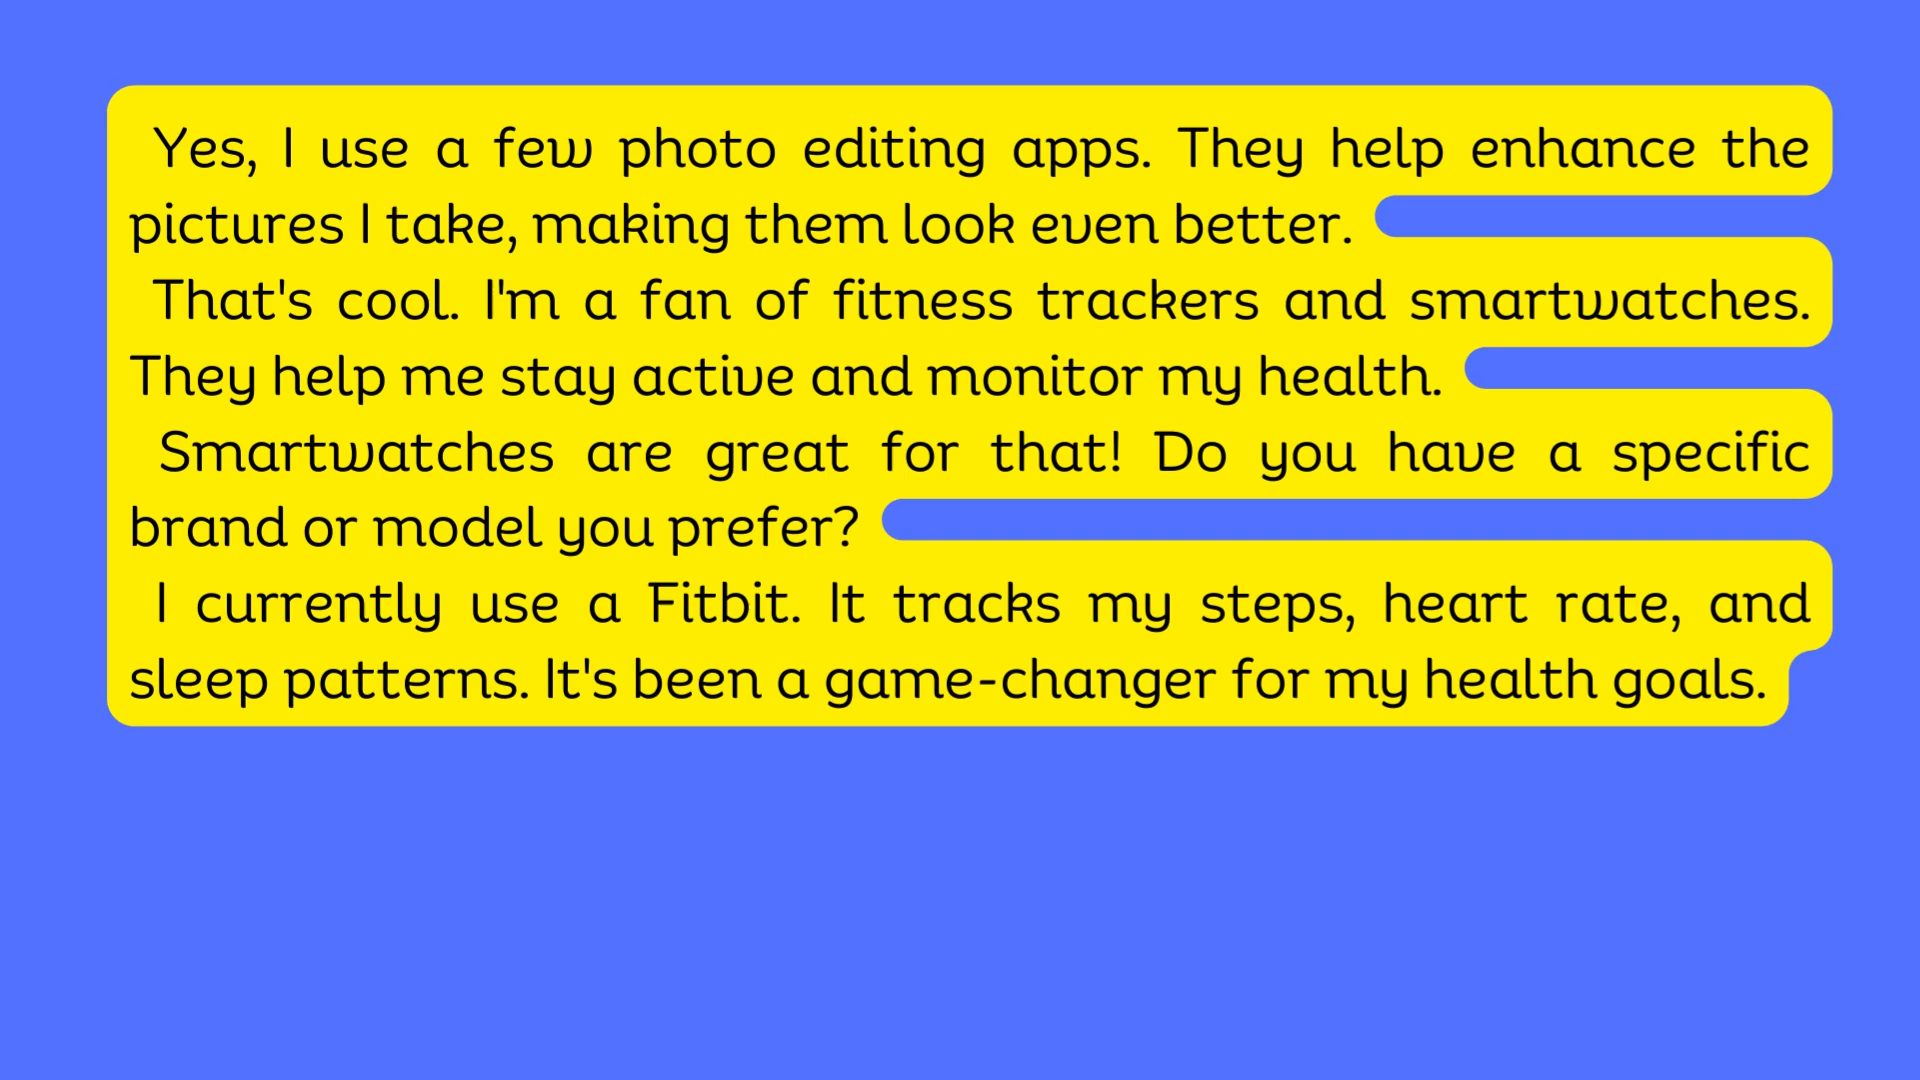 Yes, I use a few photo editing apps. They help enhance the
pictures I take, making them look even better.
That's cool. I'm a fan of fitness trackers and smartwatches.
They help me stay active and monitor my health.
Smartwatches are great for that! Do you have a specific
brand or model you prefer?
I currently use a Fitbit. It tracks my steps, heart rate, and
sleep patterns. It's been a game-changer for my health goals.